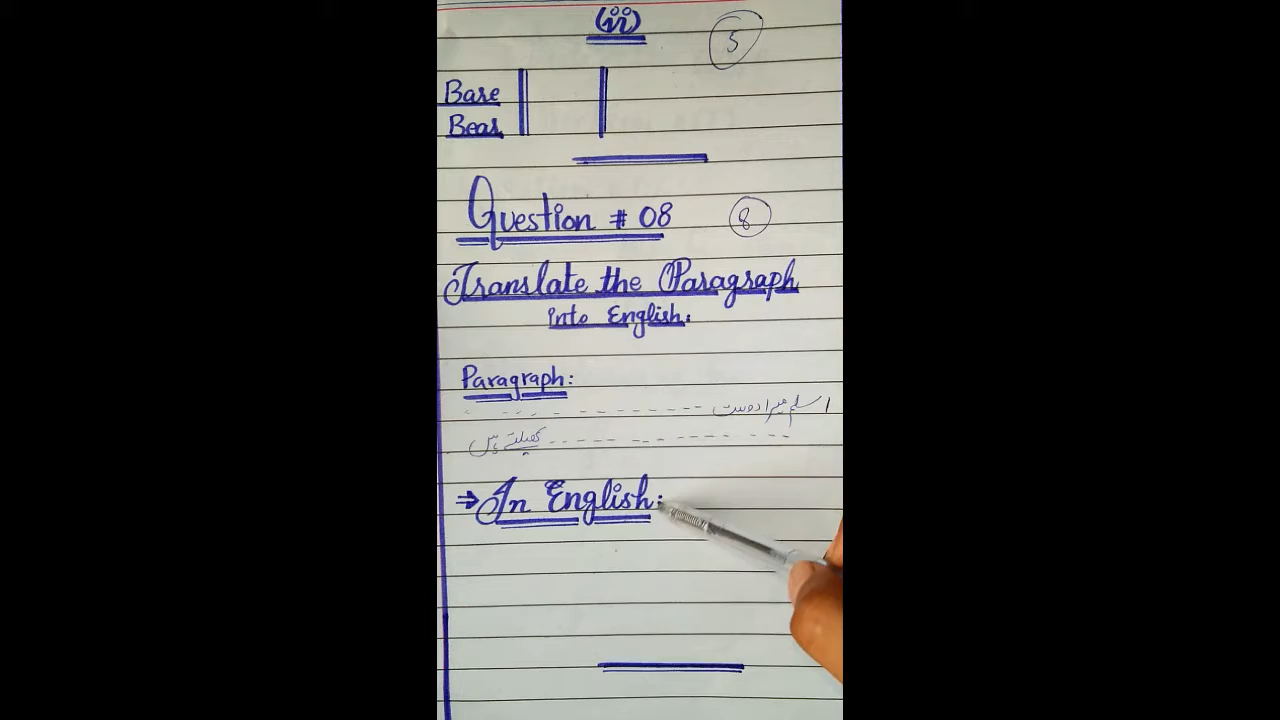 (ii)
5
Bare
Bear
Question # 08
8
Translate the Paragraph
into English.
Paragraph:
اسلم میرا دوست - - - - - - - - - - - -
- - - - - - - - - - - کھیلتے ہیں
⇒ In English: